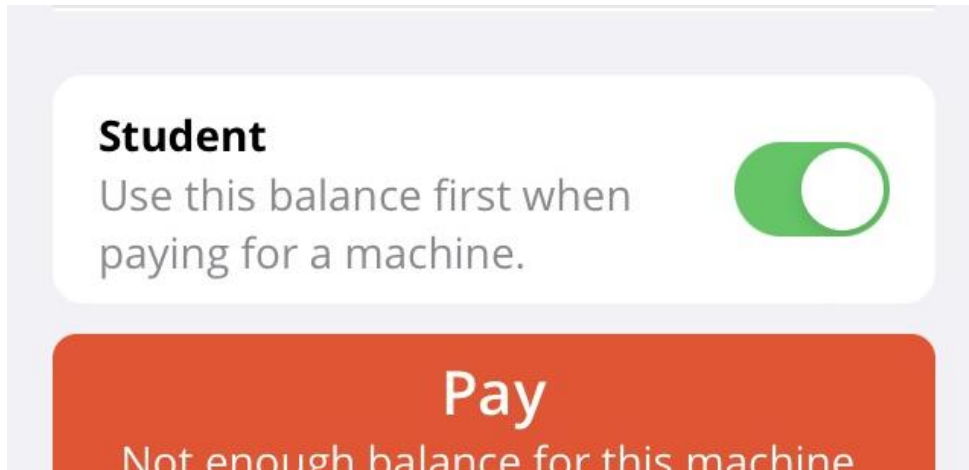 Student
Use this balance first when
paying for a machine.
Pay
Not enough balance for this machine